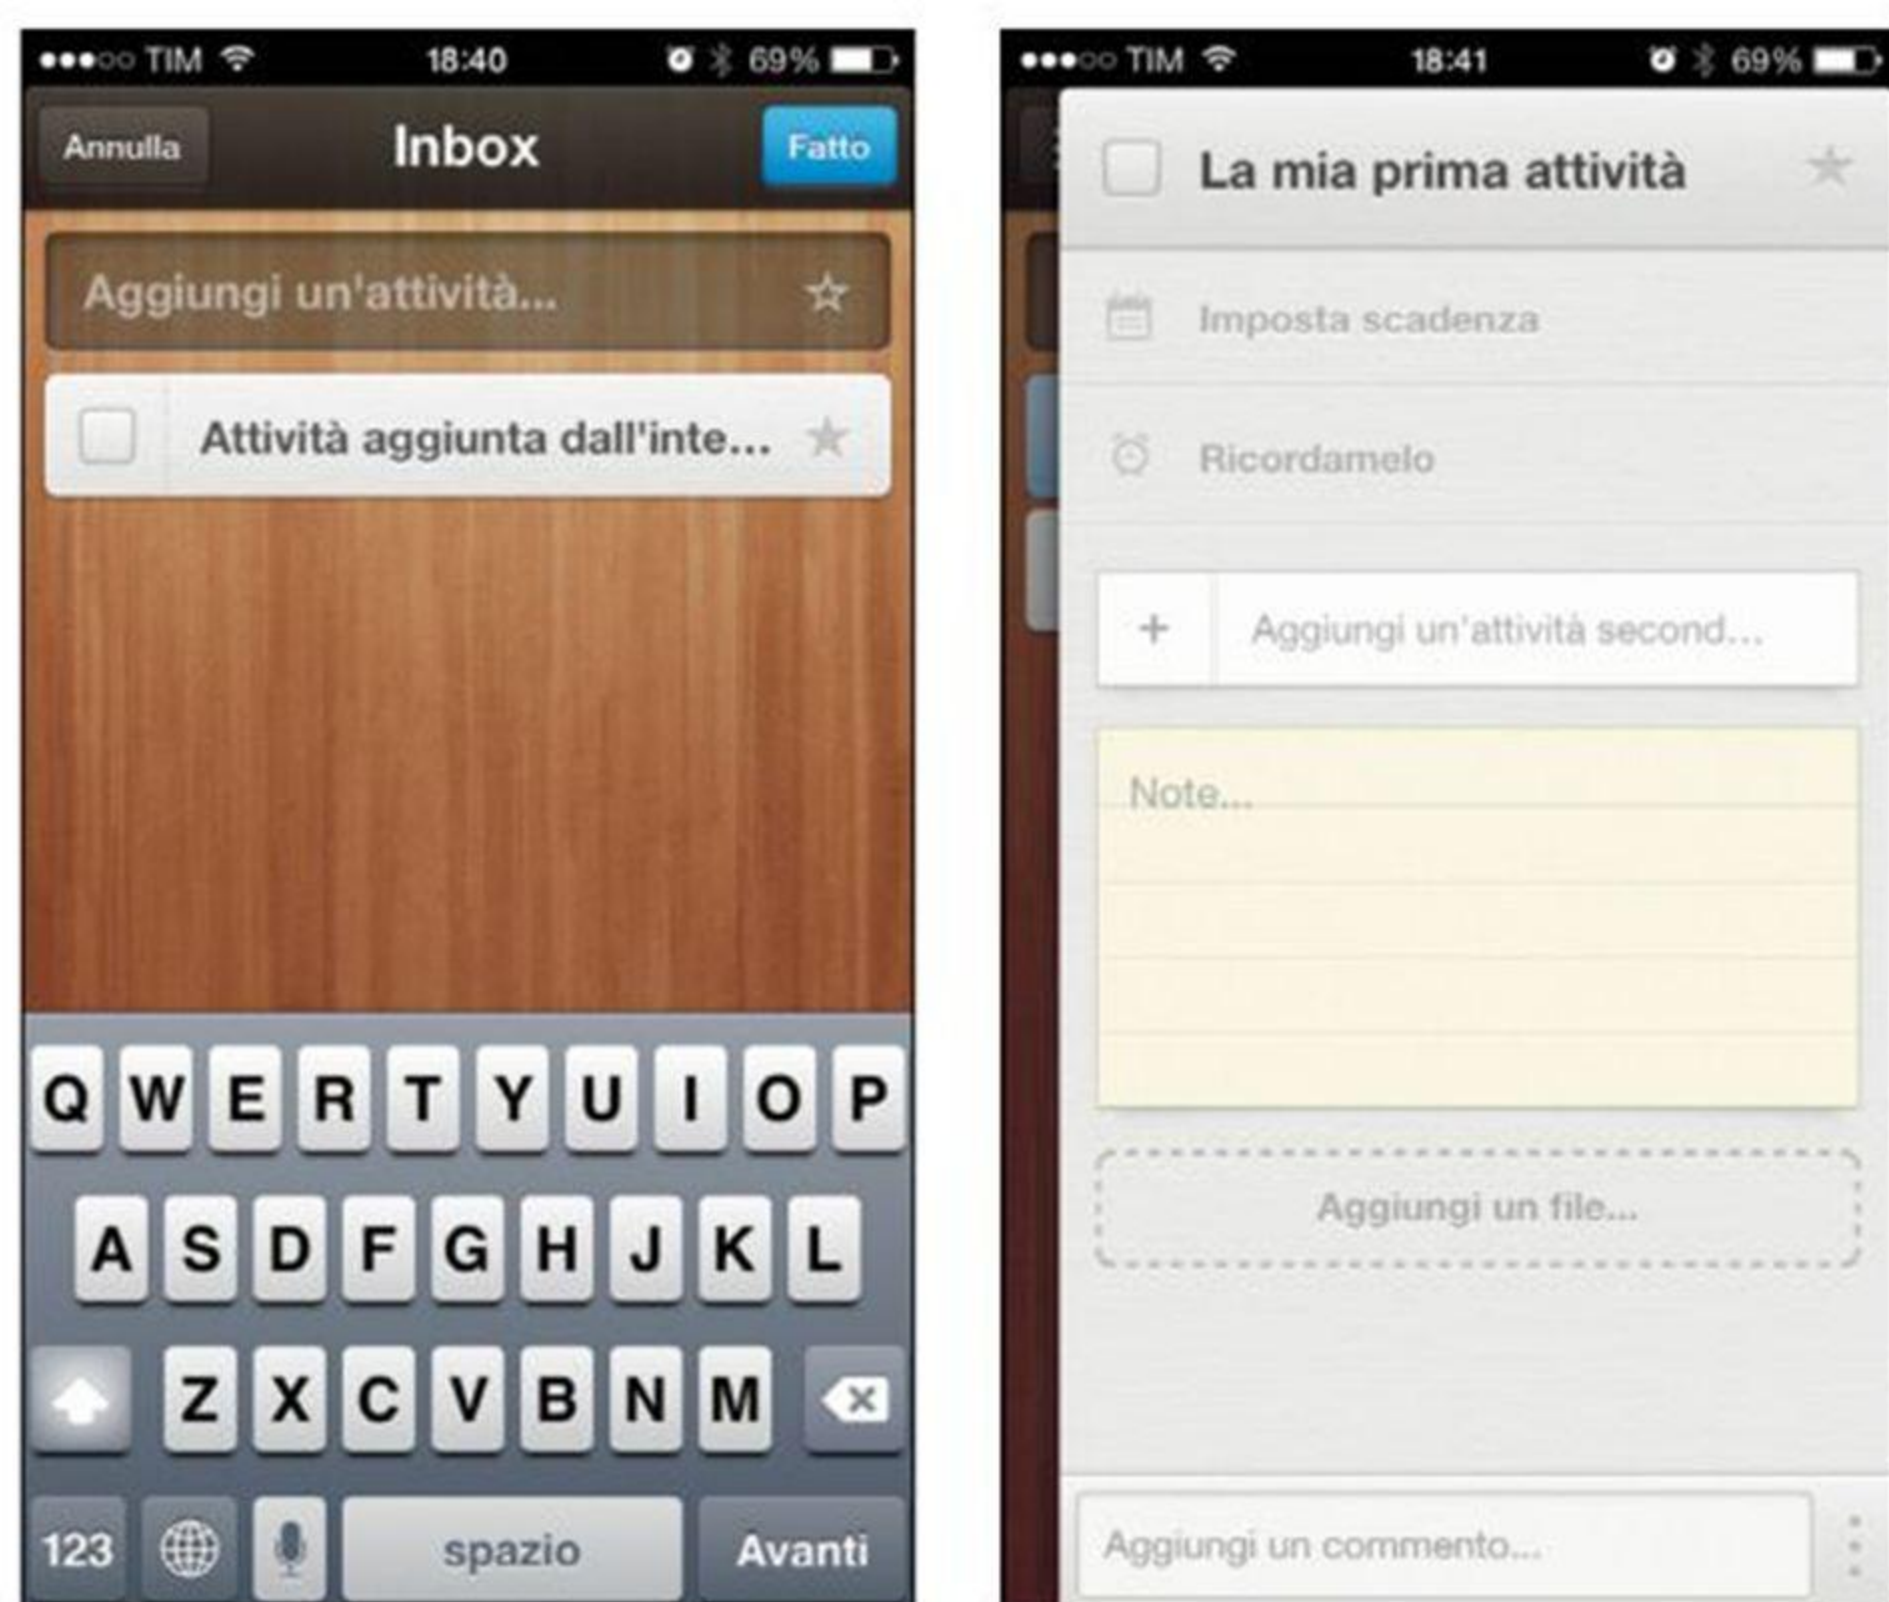 TIM 18:40 69%
Annulla Inbox Fatto
Aggiungi un'attività...
Attività aggiunta dall'inte...
Q W E R T Y U I O P
A S D F G H J K L
Z X C V B N M
123 spazio Avanti
TIM 18:41 69%
La mia prima attività
Imposta scadenza
Ricordamelo
+ Aggiungi un'attività second...
Note...
Aggiungi un file...
Aggiungi un commento...